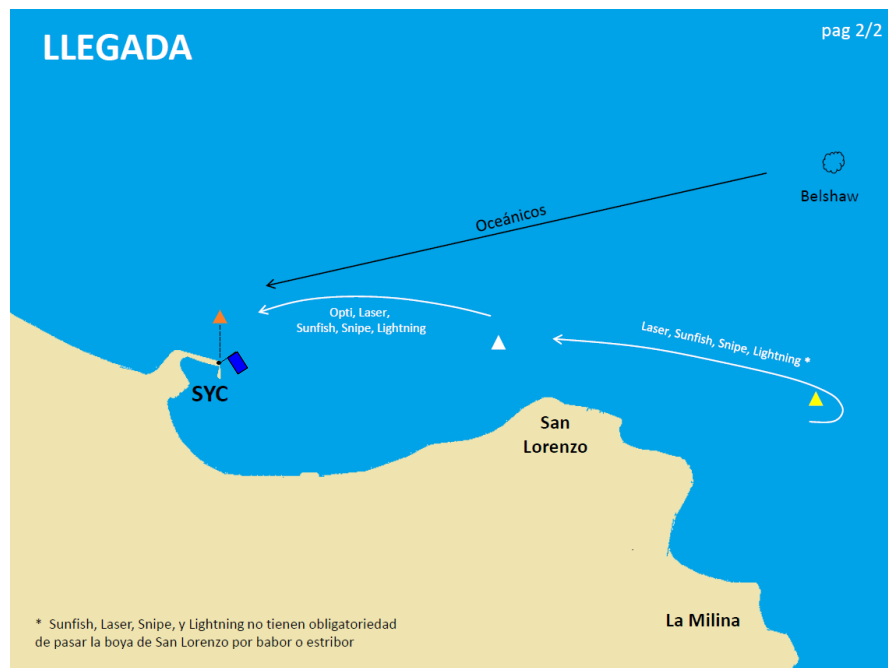 LLEGADA
pag 2/2
Belshaw
Oceánicos
Opti, Laser,
Sunfish, Snipe, Lightning
Laser, Sunfish, Snipe, Lightning *
SYC
San
Lorenzo
La Milina
* Sunfish, Laser, Snipe, y Lightning no tienen obligatoriedad
de pasar la boya de San Lorenzo por babor o estribor